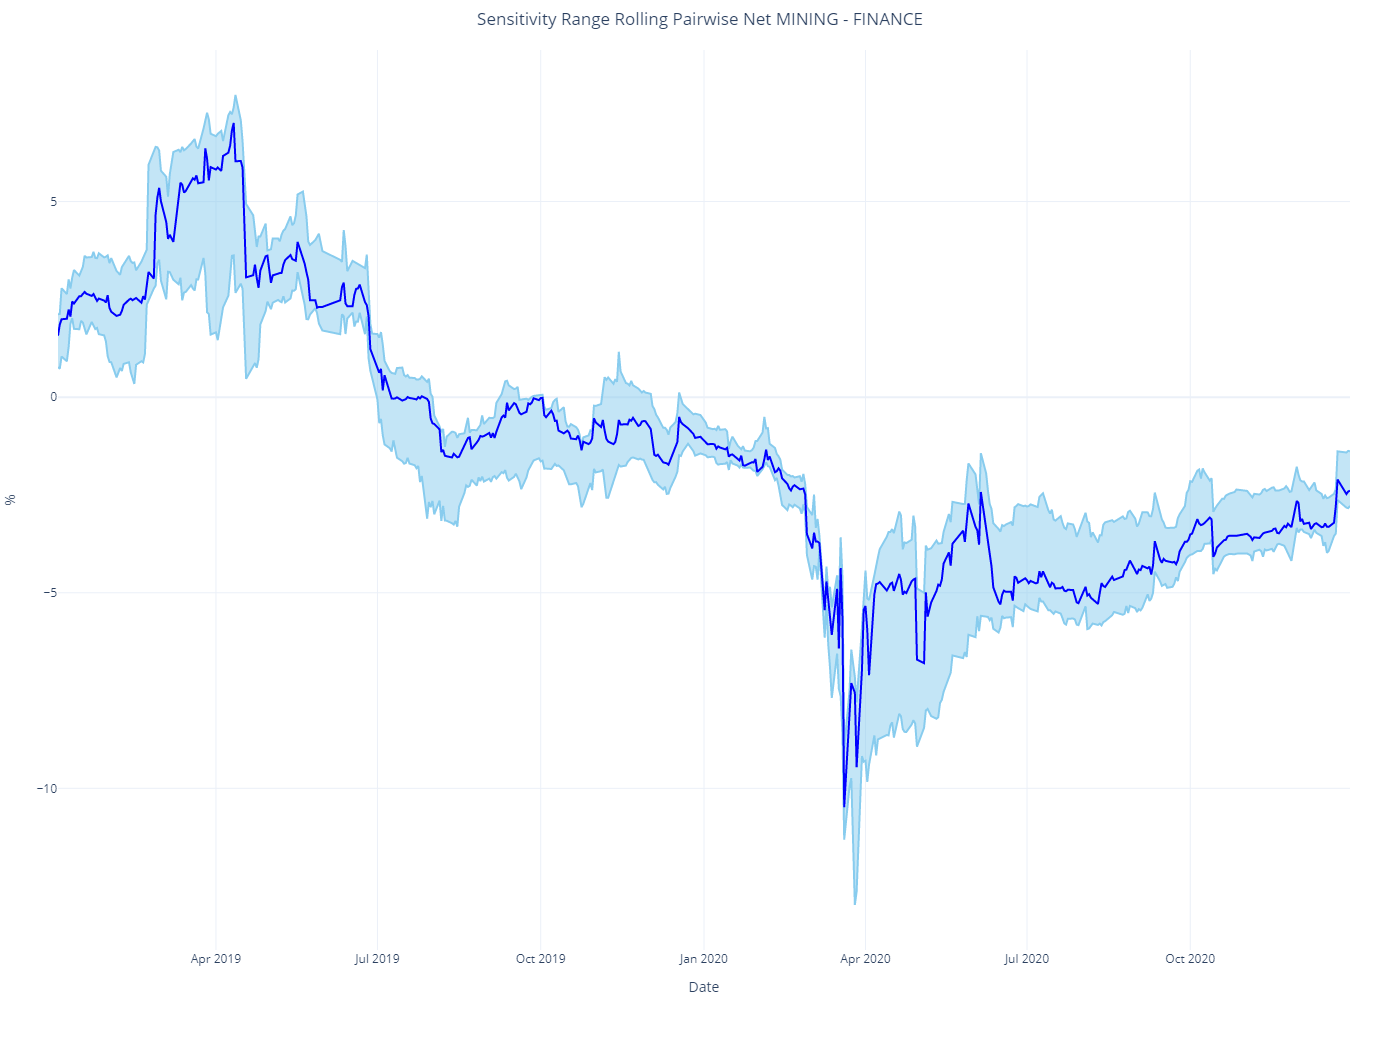 Sensitivity Range Rolling Pairwise Net MINING - FINANCE
%
5
0
−5
−10
Apr 2019
Jul 2019
Oct 2019
Jan 2020
Apr 2020
Jul 2020
Oct 2020
Date